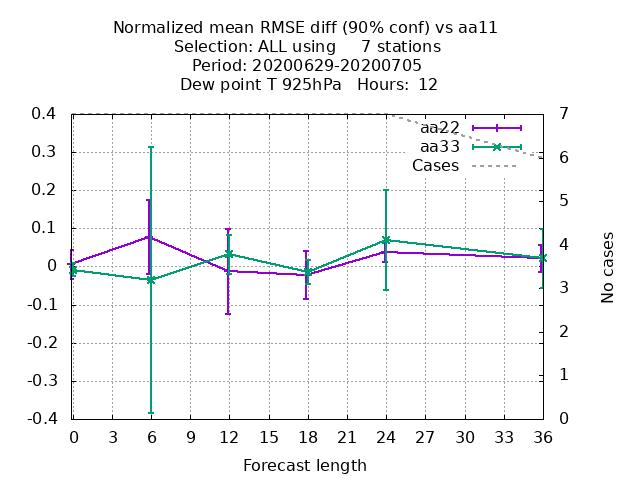 Normalized mean RMSE diff (90% conf) vs aa11
Selection: ALL using     7 stations
Period: 20200629-20200705
Dew point T 925hPa   Hours:  12
0.4
0.3
0.2
0.1
0
-0.1
-0.2
-0.3
-0.4
aa22
aa33
Cases
7
6
5
4
3
2
1
0
No cases
0 3 6 9 12 15 18 21 24 27 30 33 36
Forecast length